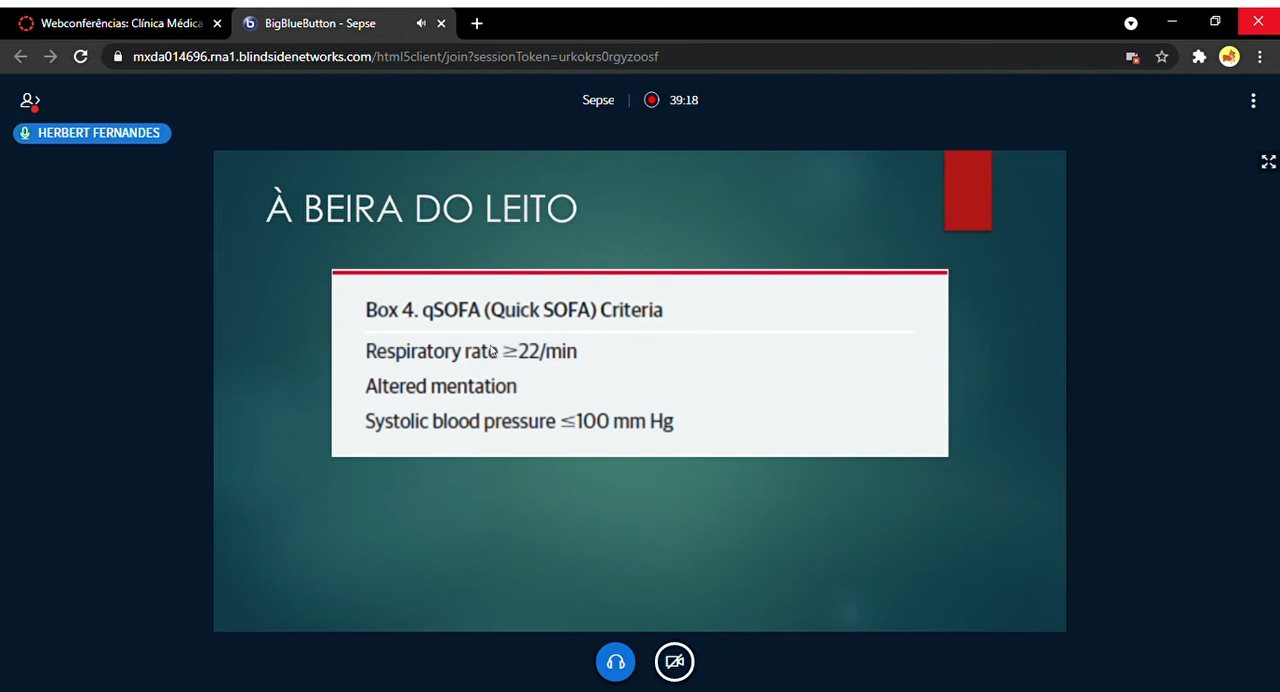 Webconferências: Clínica Médica
BigBlueButton - Sepse
mxda014696.rna1.blindsidenetworks.com/html5client/join?sessionToken=urkokrs0rgyzoosf
Sepse
39:18
HERBERT FERNANDES
À BEIRA DO LEITO
Box 4. qSOFA (Quick SOFA) Criteria
Respiratory rate ≥22/min
Altered mentation
Systolic blood pressure ≤100 mm Hg